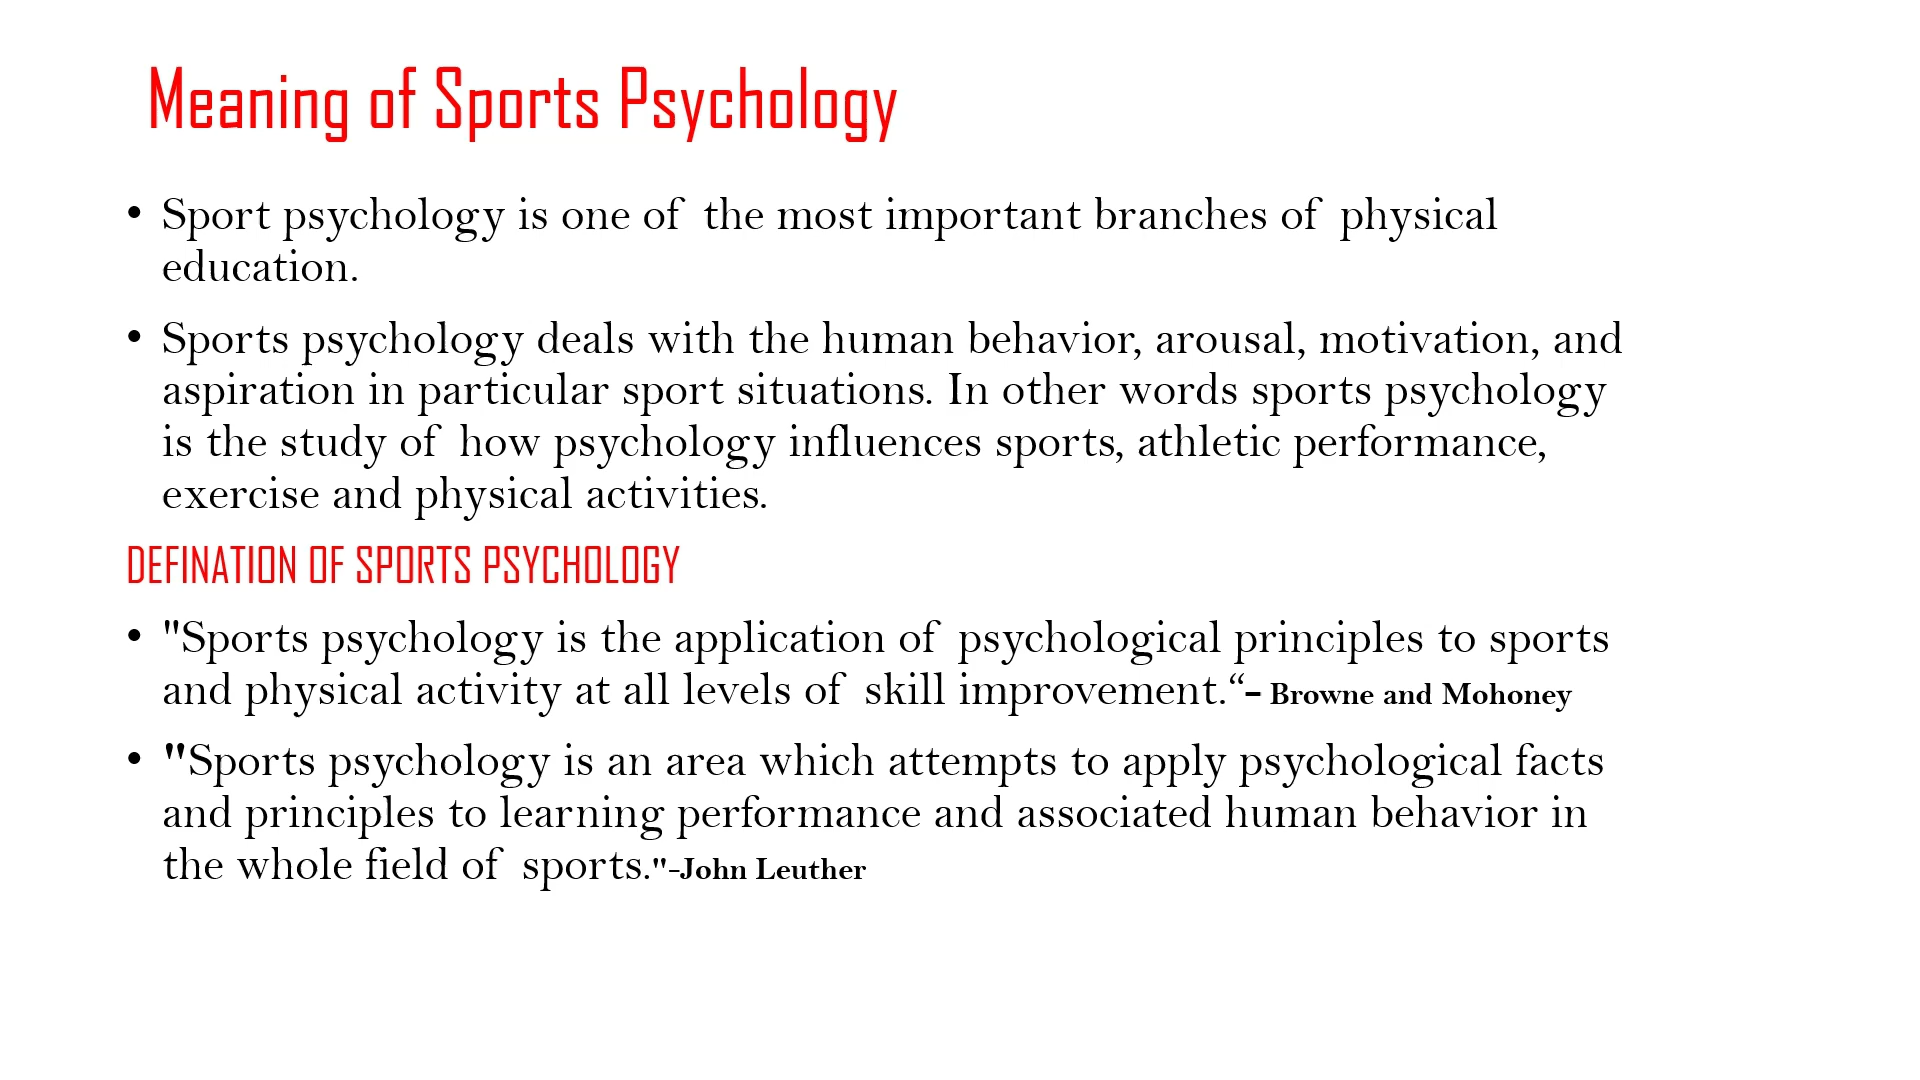 Meaning of Sports Psychology
• Sport psychology is one of the most important branches of physical
education.
• Sports psychology deals with the human behavior, arousal, motivation, and
aspiration in particular sport situations. In other words sports psychology
is the study of how psychology influences sports, athletic performance,
exercise and physical activities.
DEFINATION OF SPORTS PSYCHOLOGY
• "Sports psychology is the application of psychological principles to sports
and physical activity at all levels of skill improvement.“– Browne and Mohoney
• "Sports psychology is an area which attempts to apply psychological facts
and principles to learning performance and associated human behavior in
the whole field of sports."-John Leuther